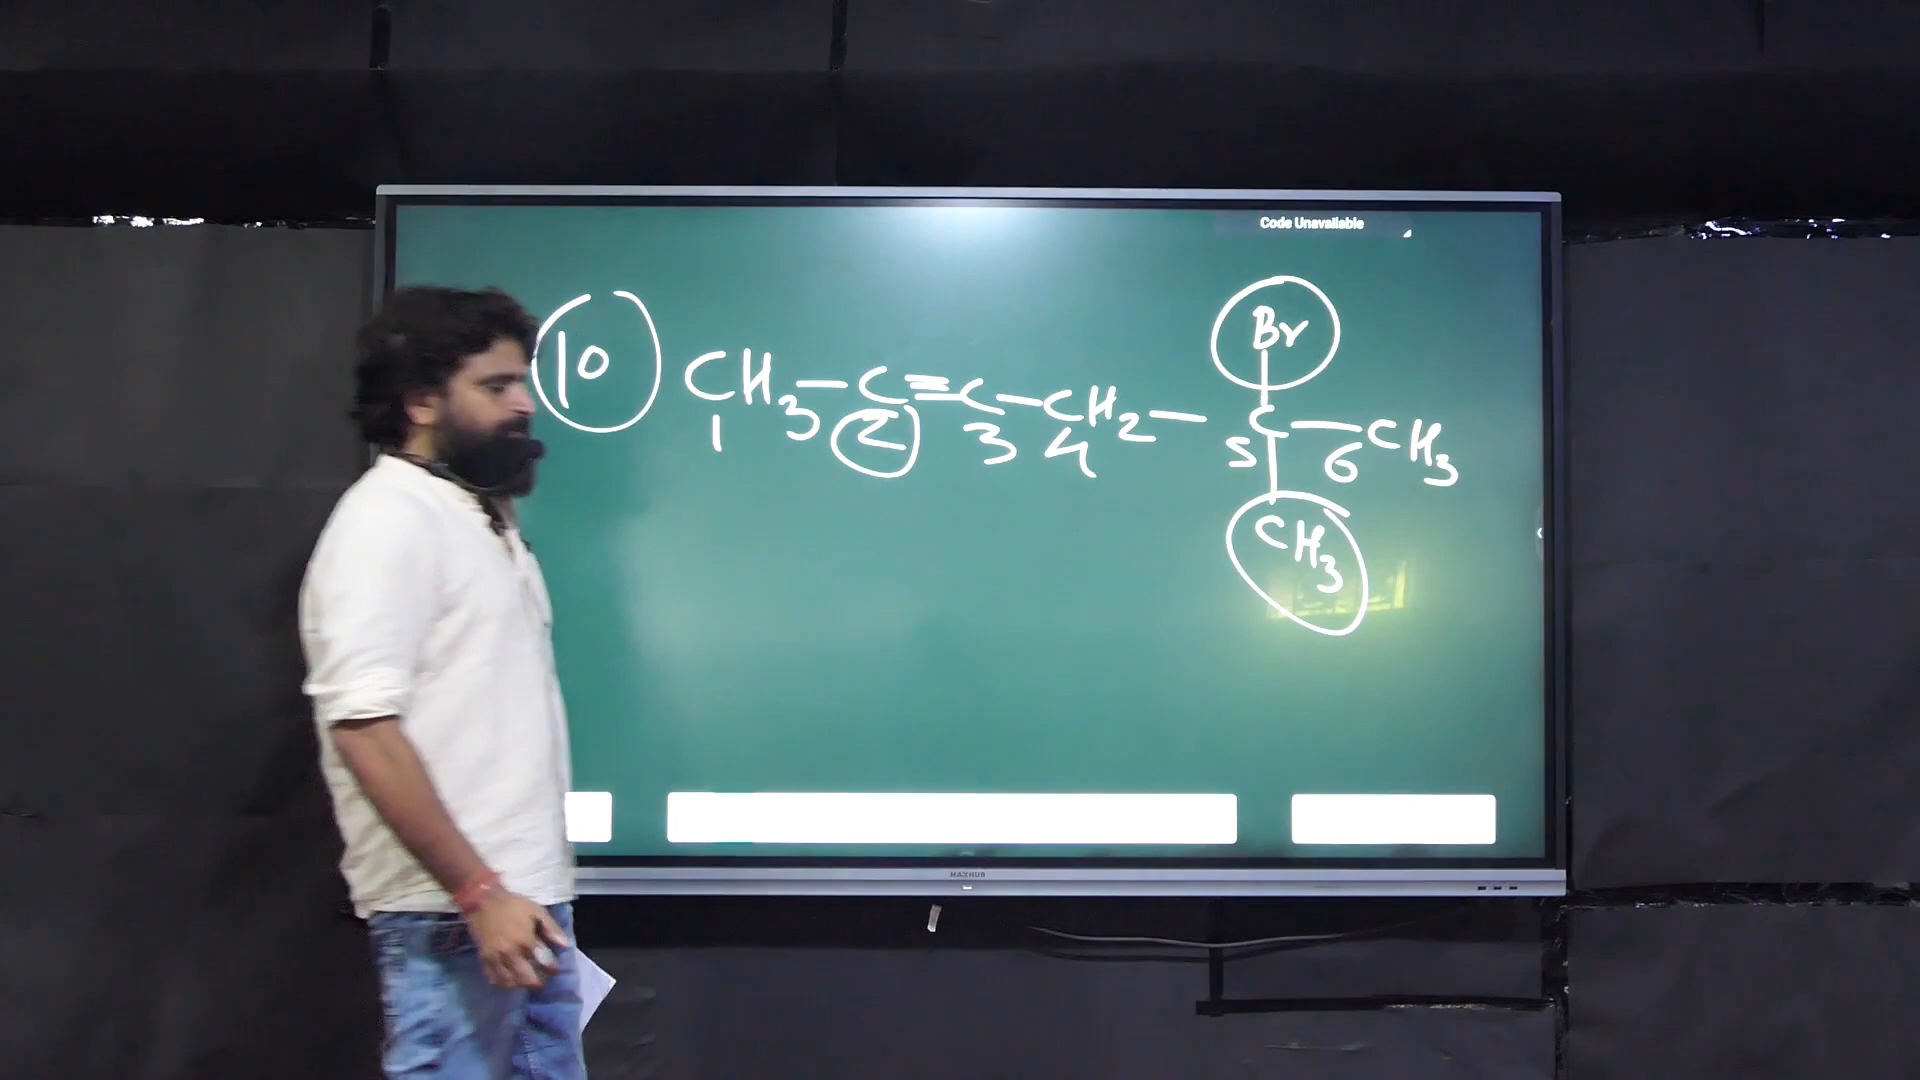 Code Unavailable
Br
10 CH3—C≡C—CH2—C—CH3
1 2 3 4 5 6
CH3
MAXHUB